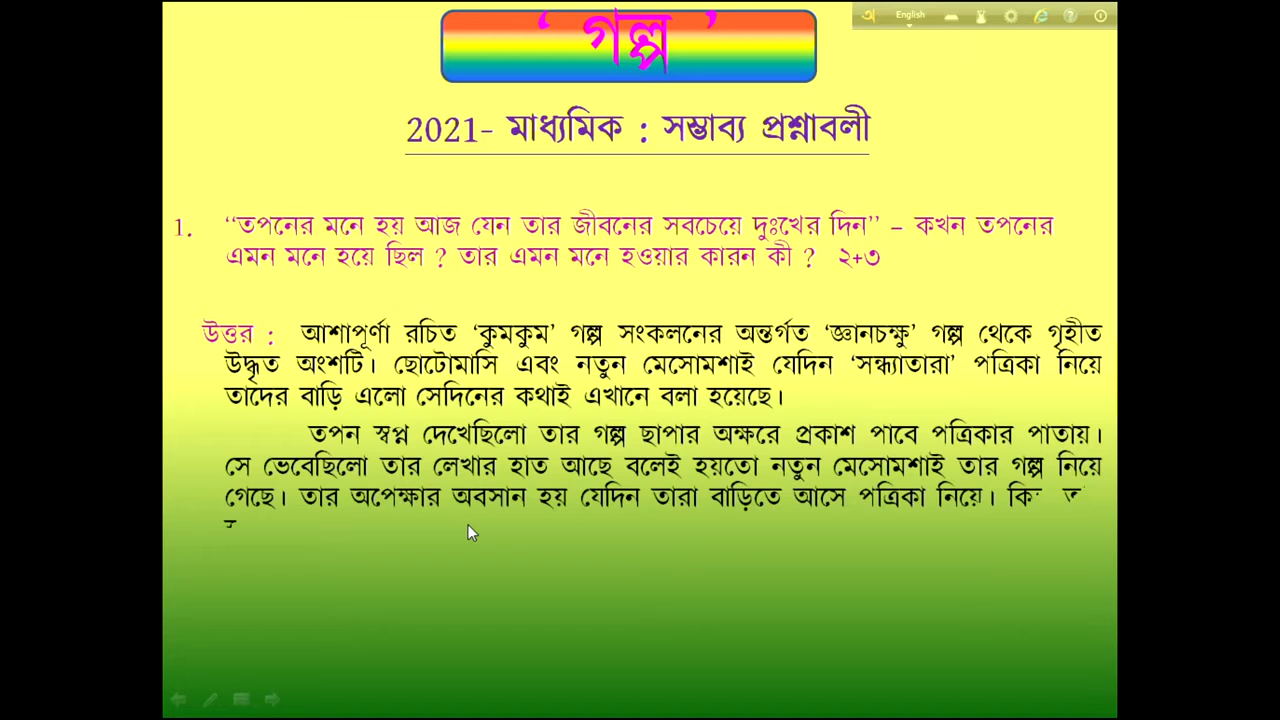 ‘ গল্প ’
English
2021- মাধ্যমিক : সম্ভাব্য প্রশ্নাবলী
1. ‘‘তপনের মনে হয় আজ যেন তার জীবনের সবচেয়ে দুঃখের দিন’’ – কখন তপনের
এমন মনে হয়ে ছিল ? তার এমন মনে হওয়ার কারন কী ? ২+৩
উত্তর : আশাপূর্ণা রচিত ‘কুমকুম’ গল্প সংকলনের অন্তর্গত ‘জ্ঞানচক্ষু’ গল্প থেকে গৃহীত
উদ্ধৃত অংশটি। ছোটোমাসি এবং নতুন মেসোমশাই যেদিন ‘সন্ধ্যাতারা’ পত্রিকা নিয়ে
তাদের বাড়ি এলো সেদিনের কথাই এখানে বলা হয়েছে।
তপন স্বপ্ন দেখেছিলো তার গল্প ছাপার অক্ষরে প্রকাশ পাবে পত্রিকার পাতায়।
সে ভেবেছিলো তার লেখার হাত আছে বলেই হয়তো নতুন মেসোমশাই তার গল্প নিয়ে
গেছে। তার অপেক্ষার অবসান হয় যেদিন তারা বাড়িতে আসে পত্রিকা নিয়ে।